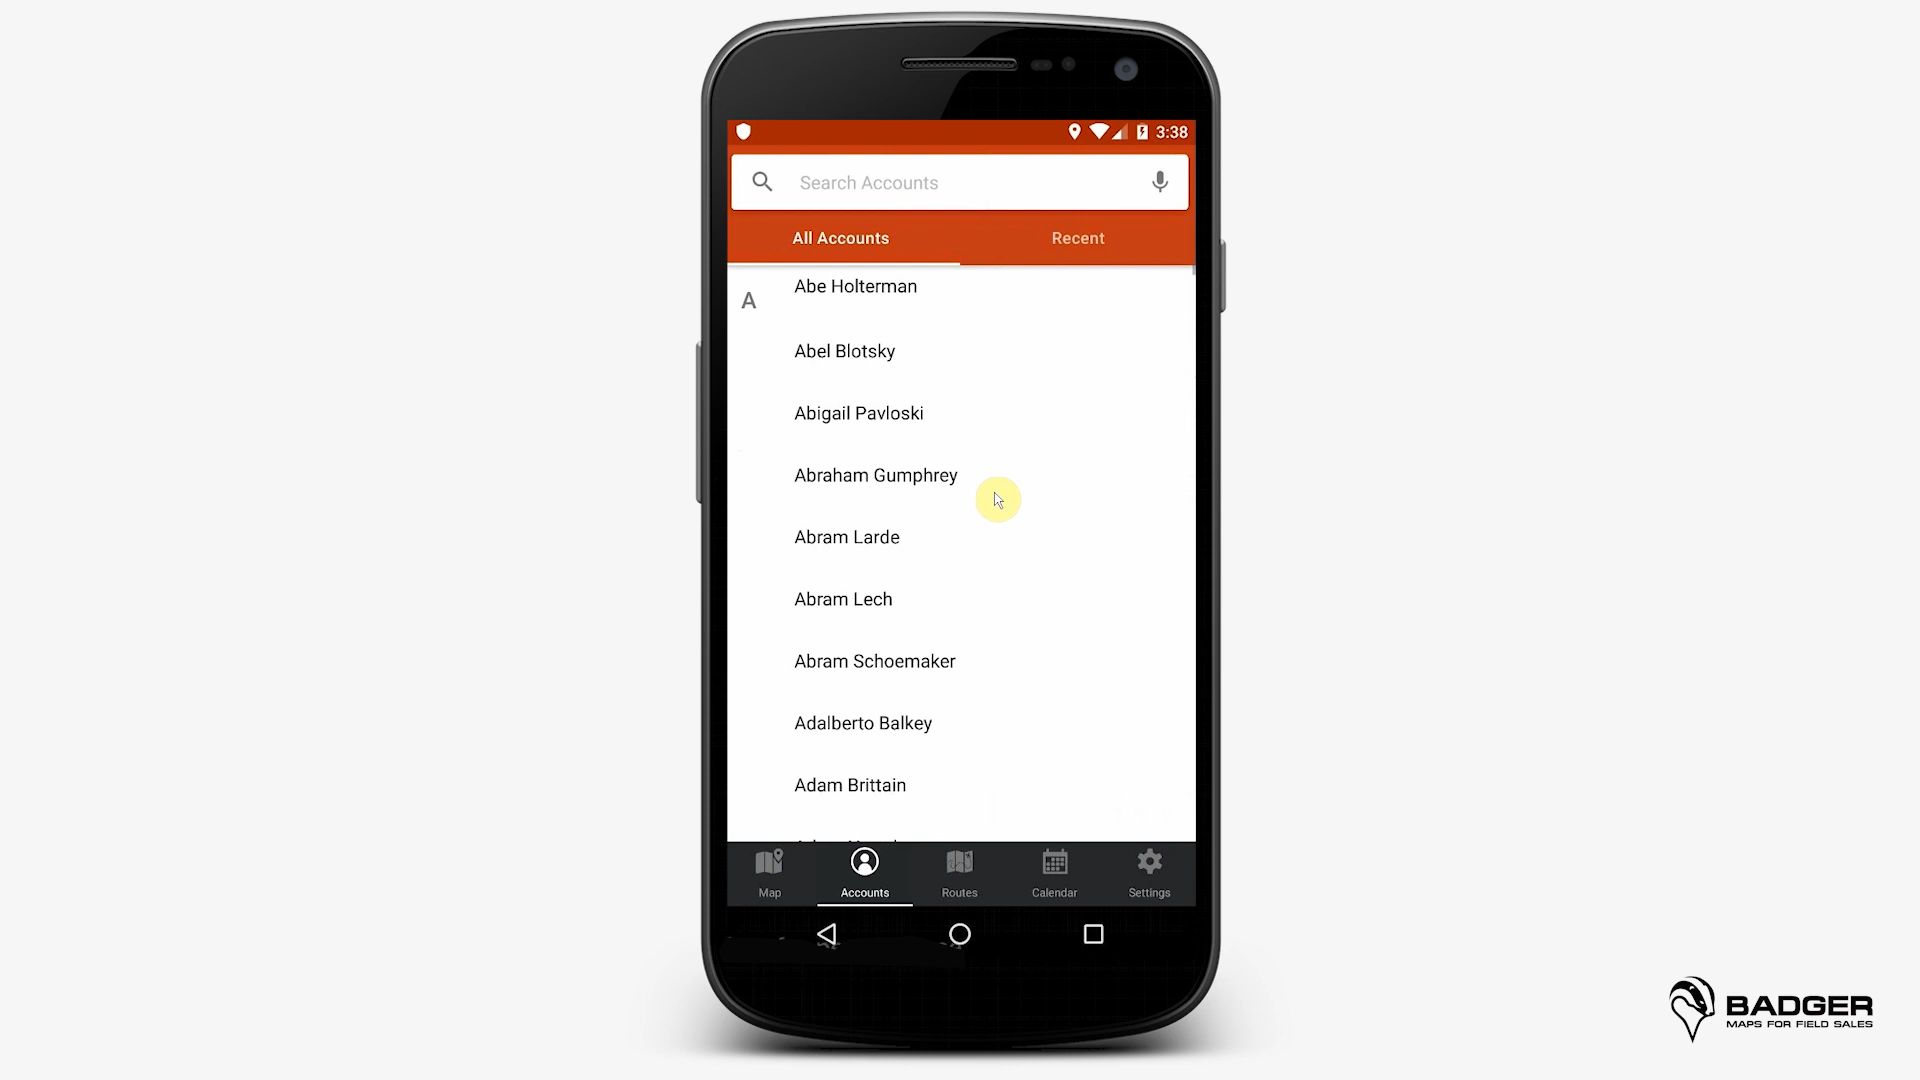 3:38
Search Accounts
All Accounts
Recent
A
Abe Holterman
Abel Blotsky
Abigail Pavloski
Abraham Gumphrey
Abram Larde
Abram Lech
Abram Schoemaker
Adalberto Balkey
Adam Brittain
Map
Accounts
Routes
Calendar
Settings
BADGER
MAPS FOR FIELD SALES